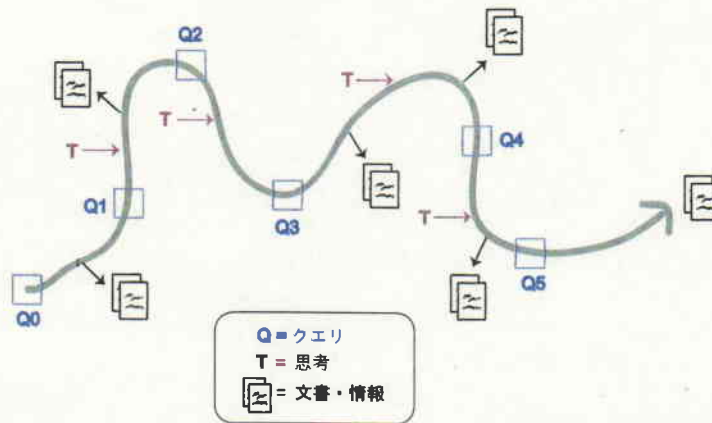 Q2
T
T
T
Q4
Q1
Q3
T
Q5
Q0
Q = クエリ
T = 思考
= 文書・情報